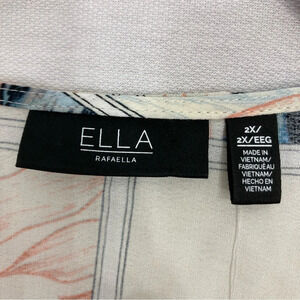 ELLA
RAFAELLA
2X/
2X/EEG
MADE IN
VIETNAM/
FABRIQUÉ AU
VIETNAM/
HECHO EN
VIETNAM